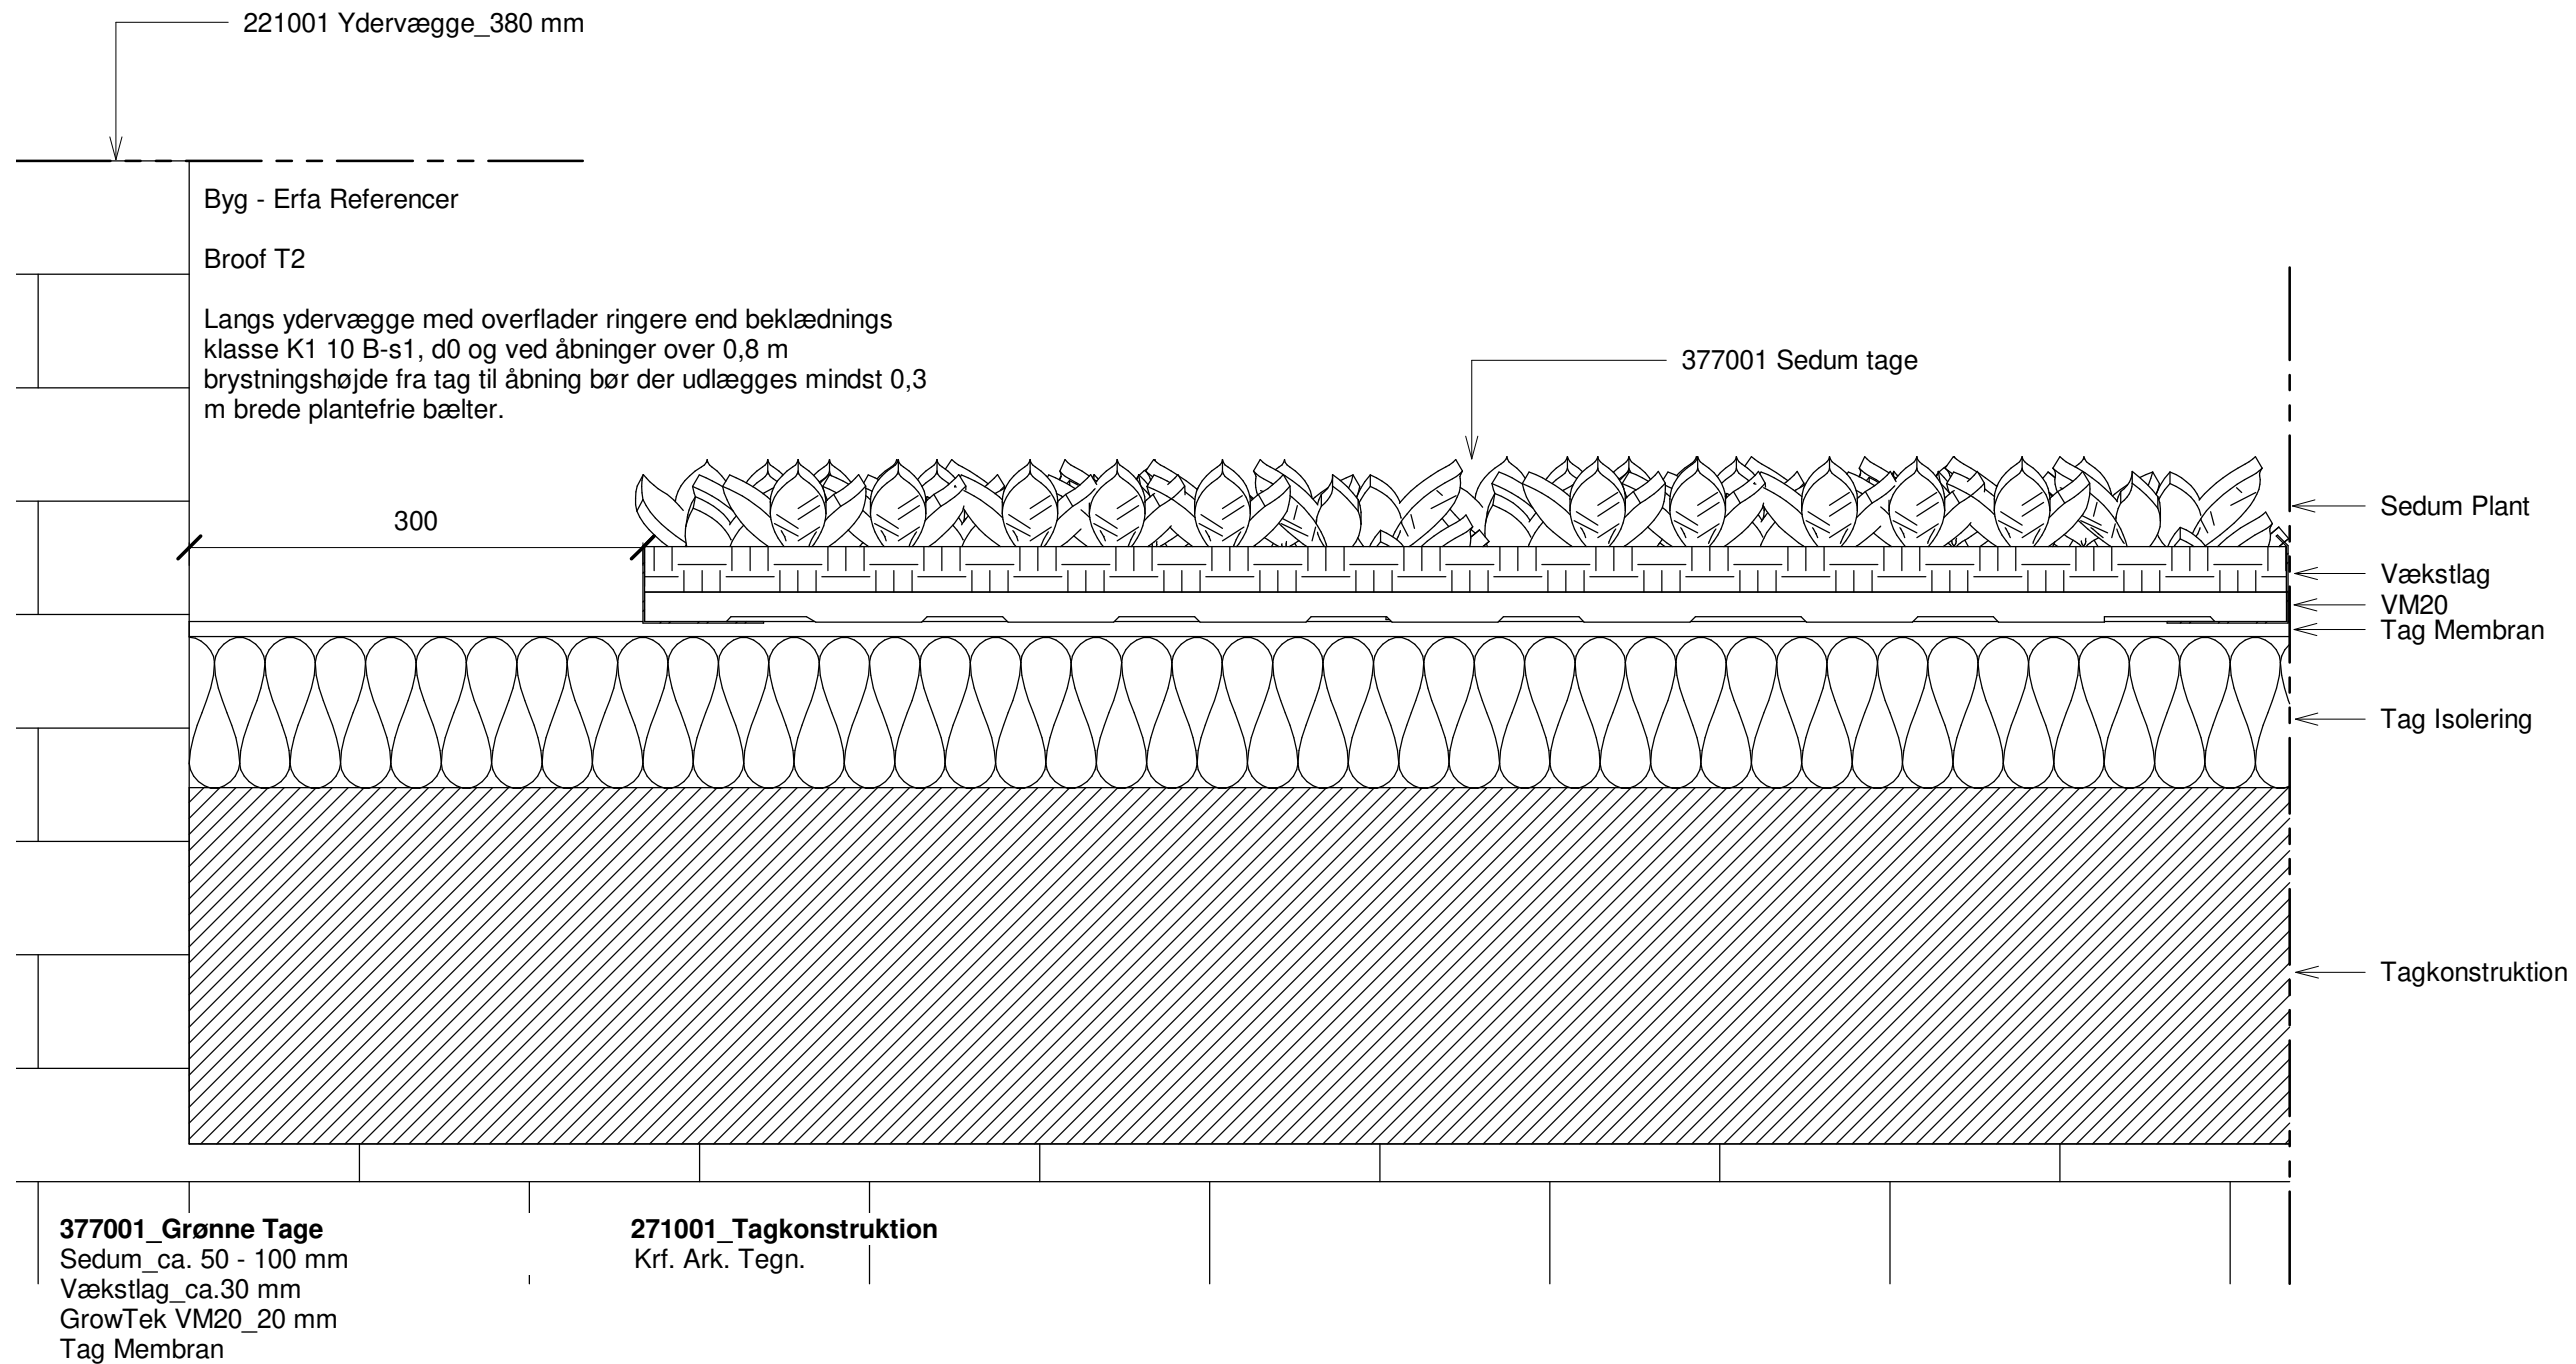 221001 Ydervægge_380 mm
Byg - Erfa Referencer
Broof T2
Langs ydervægge med overflader ringere end beklædnings
klasse K1 10 B-s1, d0 og ved åbninger over 0,8 m
brystningshøjde fra tag til åbning bør der udlægges mindst 0,3
m brede plantefrie bælter.
377001 Sedum tage
300
Sedum Plant
Vækstlag
VM20
Tag Membran
Tag Isolering
Tagkonstruktion
377001_Grønne Tage
Sedum_ca. 50 - 100 mm
Vækstlag_ca.30 mm
GrowTek VM20_20 mm
Tag Membran
271001_Tagkonstruktion
Krf. Ark. Tegn.